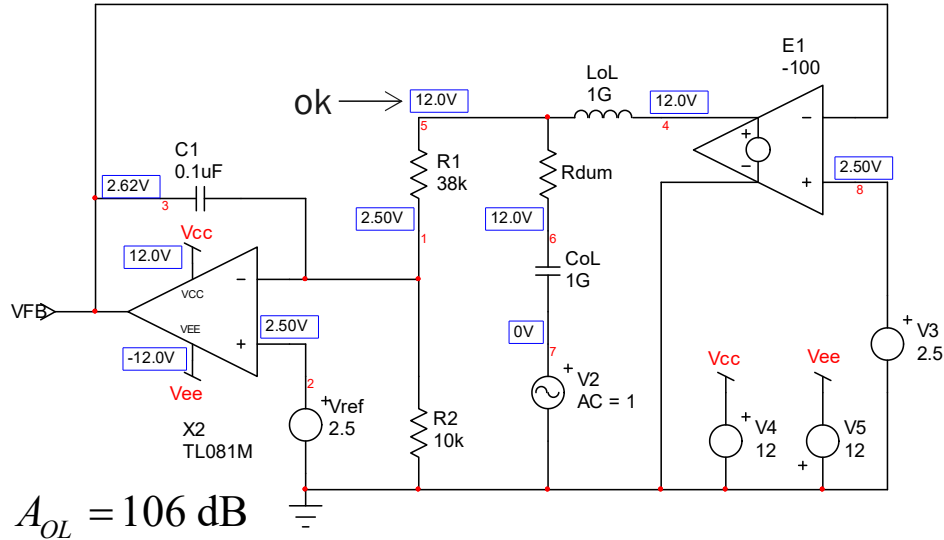 E1
-100
LoL
1G
12.0V
12.0V
ok
5
4
C1
0.1uF
R1
38k
Rdum
2.50V
2.62V
3
8
2.50V
12.0V
Vcc
1
6
12.0V
CoL
1G
VCC
VFB
VEE
2.50V
0V
-12.0V
7
V3
2.5
Vee
2
Vcc
Vee
V2
AC = 1
Vref
2.5
R2
10k
X2
TL081M
V4
12
V5
12
A_OL = 106 dB